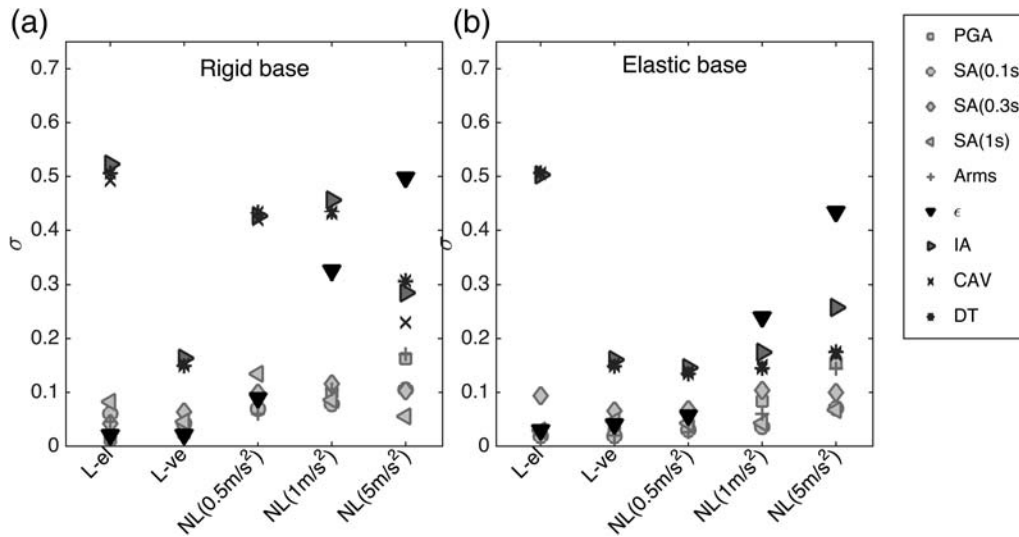 (a)
Rigid base
0.7
0.6
0.5
0.4
0.3
0.2
0.1
0
σ
L-el
L-ve
NL(0.5m/s²)
NL(1m/s²)
NL(5m/s²)
(b)
Elastic base
0.7
0.6
0.5
0.4
0.3
0.2
0.1
0
σ
L-el
L-ve
NL(0.5m/s²)
NL(1m/s²)
NL(5m/s²)
PGA
SA(0.1s
SA(0.3s
SA(1s)
Arms
ϵ
IA
CAV
DT